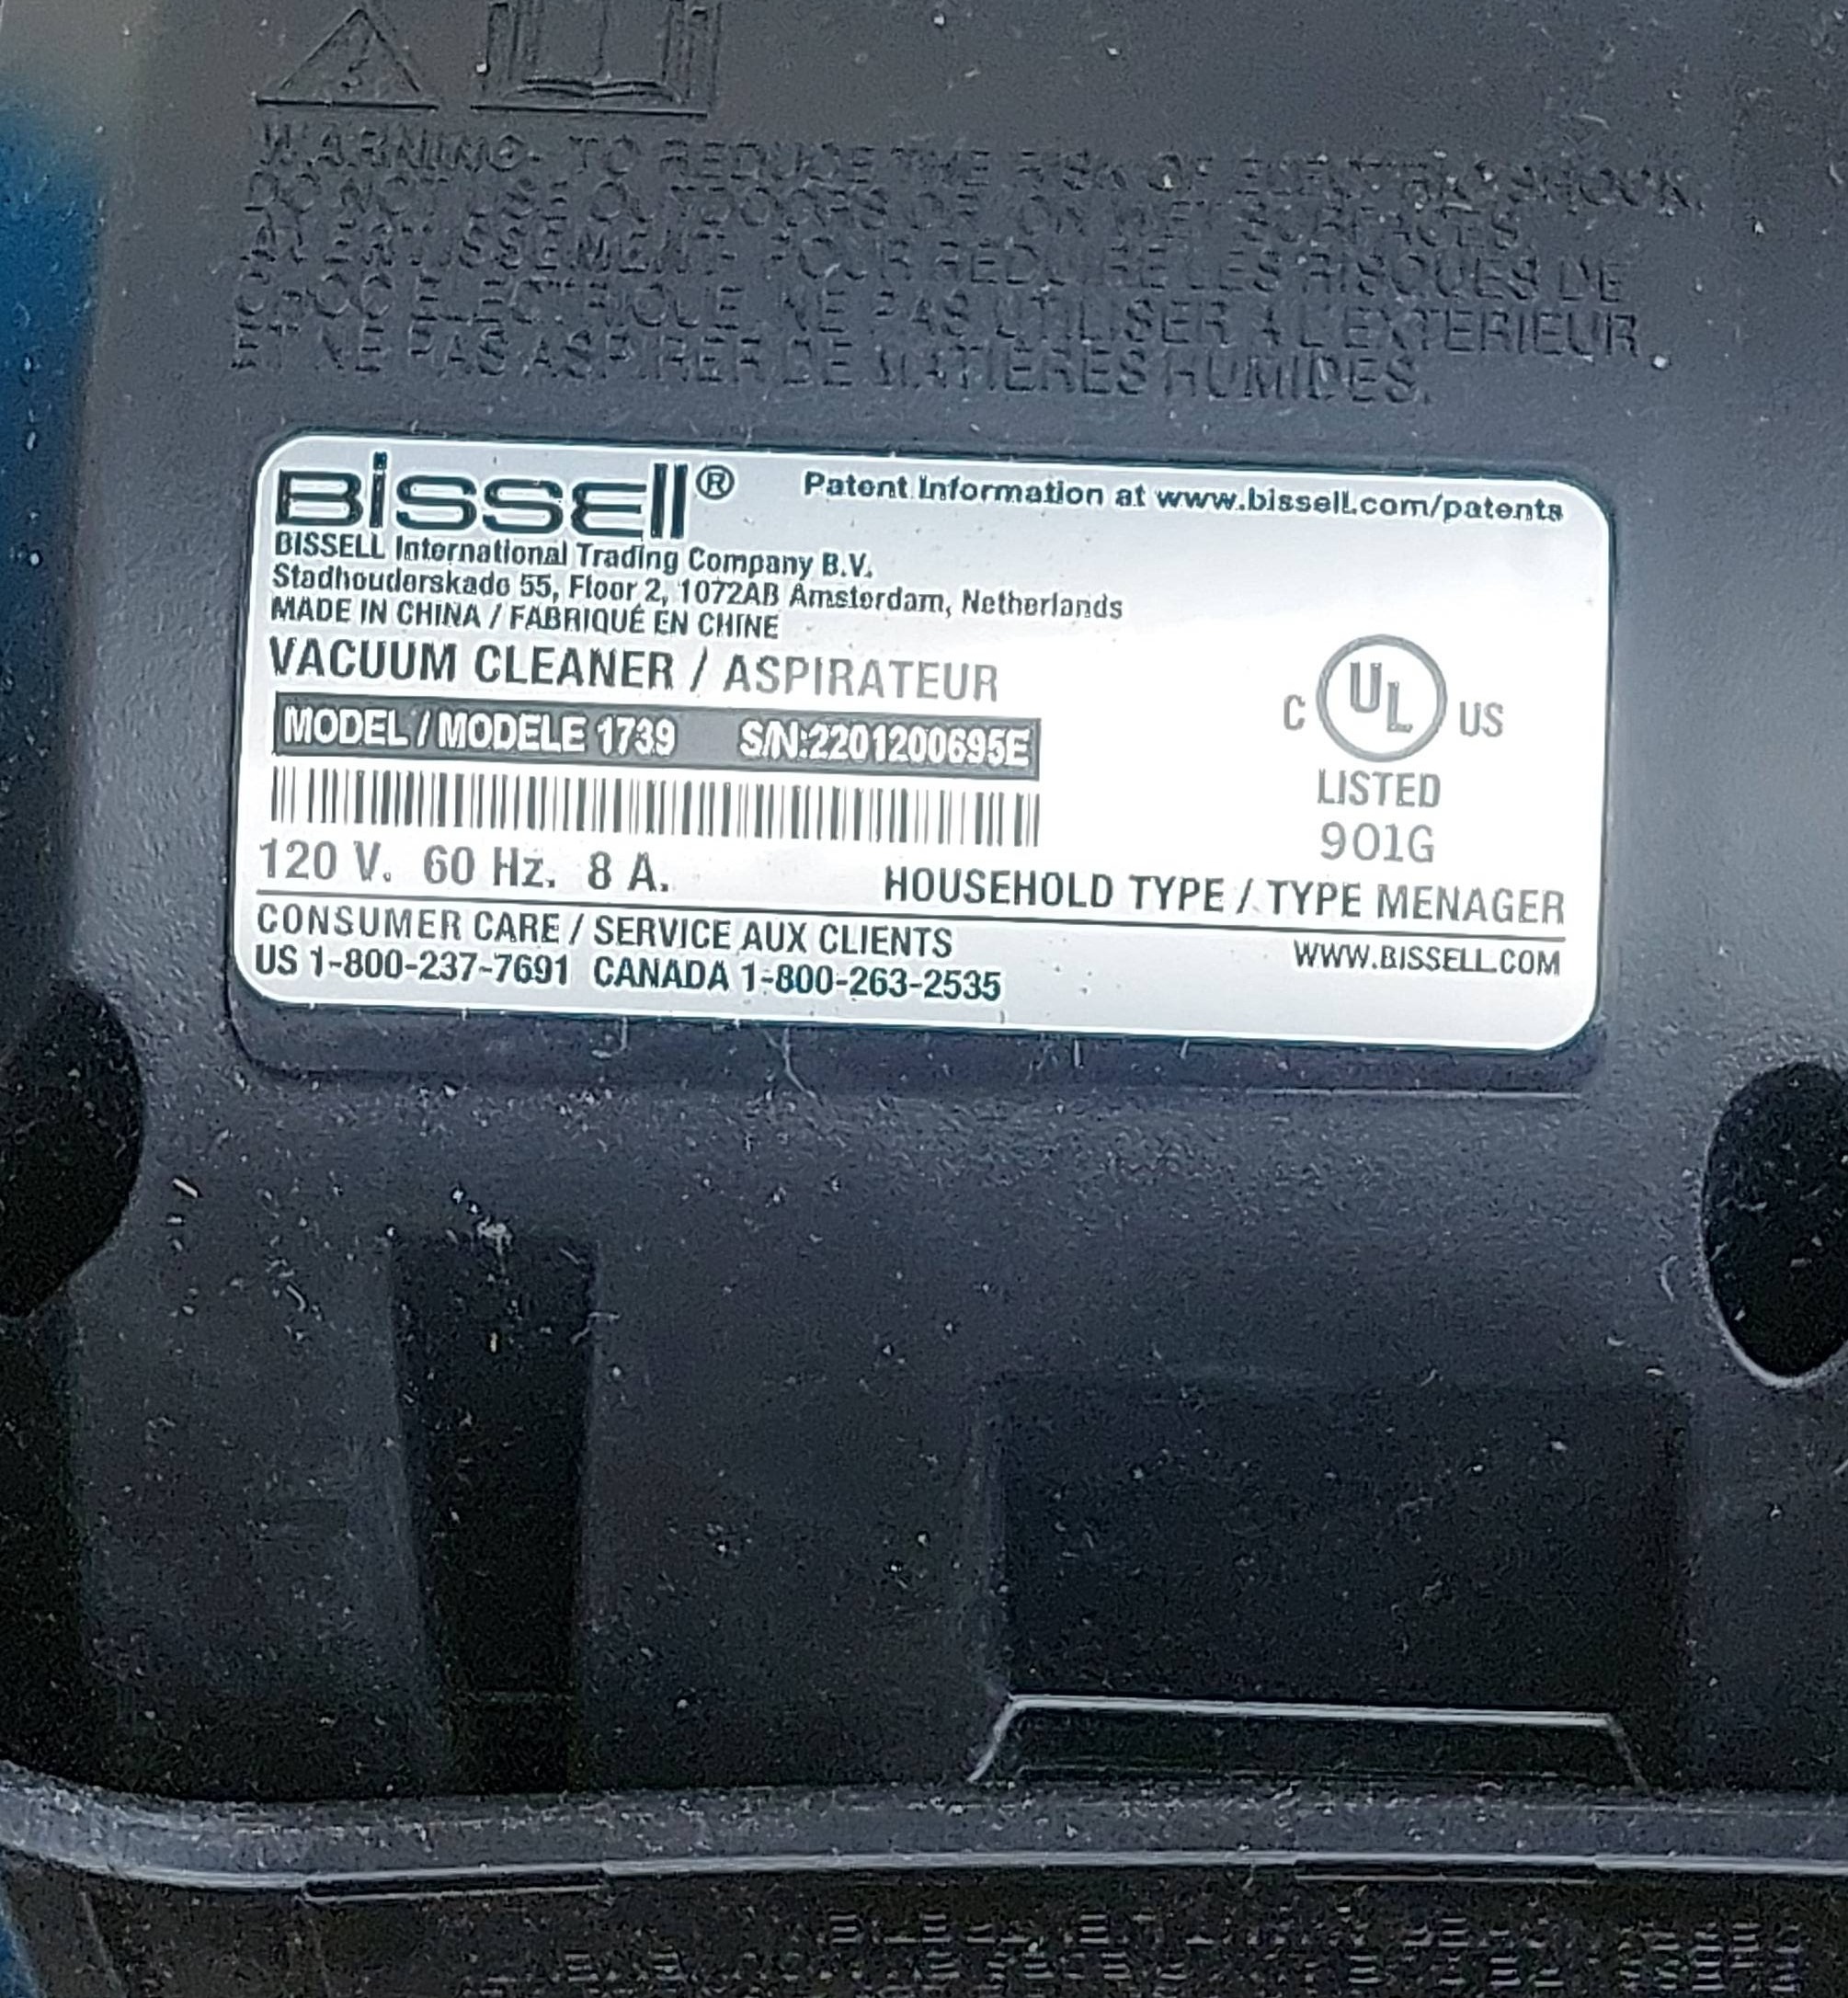 WARNING: TO REDUCE THE RISK OF ELECTRIC SHOCK,
DO NOT USE OUTDOORS OR ON WET SURFACES.
AVERTISSEMENT: POUR REDUIRE LES RISQUES DE
CHOC ELECTRIQUE, NE PAS UTILISER A L'EXTERIEUR
ET NE PAS ASPIRER DE MATIERES HUMIDES.
BISSELL® Patent Information at www.bissell.com/patents
BISSELL International Trading Company B.V.
Stadhouderskade 55, Floor 2, 1072AB Amsterdam, Netherlands
MADE IN CHINA / FABRIQUÉ EN CHINE
VACUUM CLEANER / ASPIRATEUR
MODEL / MODELE 1739 S/N:2201200695E
C UL US
LISTED
901G
120 V. 60 Hz. 8 A. HOUSEHOLD TYPE / TYPE MENAGER
CONSUMER CARE / SERVICE AUX CLIENTS WWW.BISSELL.COM
US 1-800-237-7691 CANADA 1-800-263-2535